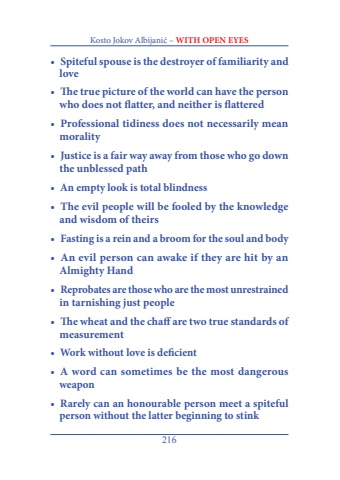 Kosto Jokov Albijanić – WITH OPEN EYES
• Spiteful spouse is the destroyer of familiarity and
love
• The true picture of the world can have the person
who does not flatter, and neither is flattered
• Professional tidiness does not necessarily mean
morality
• Justice is a fair way away from those who go down
the unblessed path
• An empty look is total blindness
• The evil people will be fooled by the knowledge
and wisdom of theirs
• Fasting is a rein and a broom for the soul and body
• An evil person can awake if they are hit by an
Almighty Hand
• Reprobates are those who are the most unrestrained
in tarnishing just people
• The wheat and the chaff are two true standards of
measurement
• Work without love is deficient
• A word can sometimes be the most dangerous
weapon
• Rarely can an honourable person meet a spiteful
person without the latter beginning to stink
216